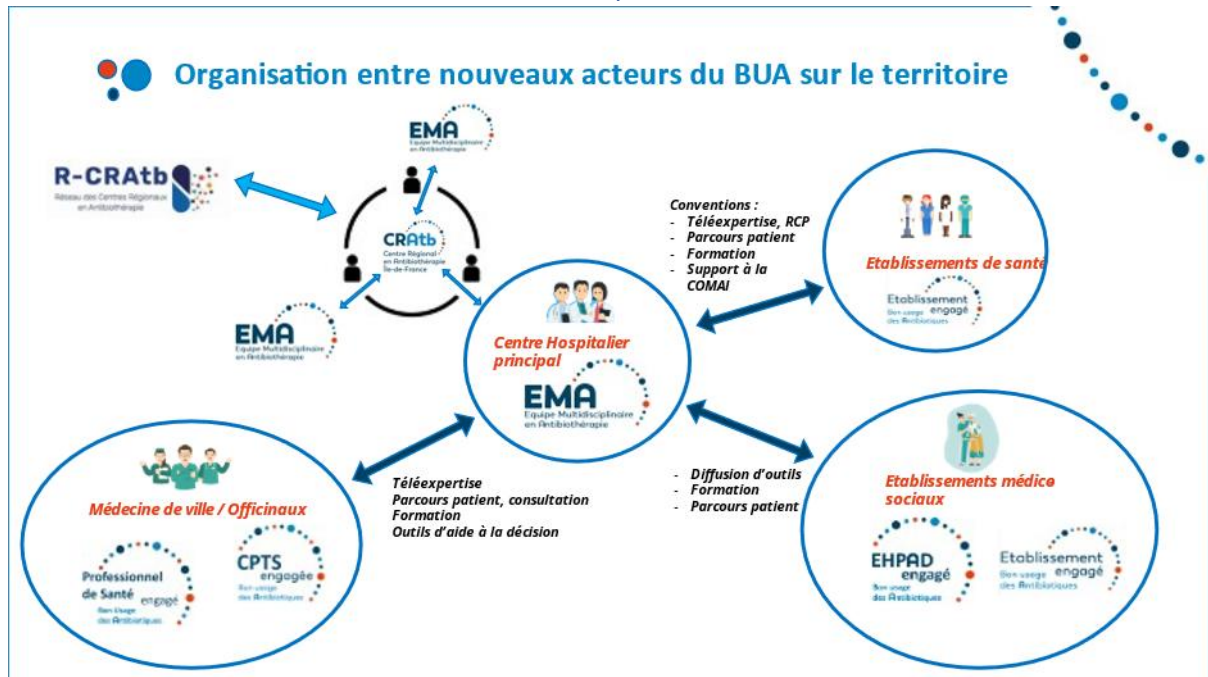 Organisation entre nouveaux acteurs du BUA sur le territoire
EMA
Equipe Multidisciplinaire
en Antibiothérapie
R-CRAtb
Réseau des Centres Régionaux
en Antibiothérapie
CRAtb
Centre Régional
en Antibiothérapie
Île-de-France
EMA
Equipe Multidisciplinaire
en Antibiothérapie
Conventions :
- Téléexpertise, RCP
- Parcours patient
- Formation
- Support à la
COMAI
Etablissements de santé
Etablissement
engagé
Bon usage
des Antibiotiques
Centre Hospitalier
principal
EMA
Equipe Multidisciplinaire
en Antibiothérapie
Médecine de ville / Officinaux
Professionnel
de Santé engagé
Bon Usage
des Antibiotiques
CPTS
engagée
Bon usage
des Antibiotiques
Téléexpertise
Parcours patient, consultation
Formation
Outils d'aide à la décision
- Diffusion d'outils
- Formation
- Parcours patient
Etablissements médico
sociaux
EHPAD
engagé
Bon usage
des Antibiotiques
Etablissement
engagé
Bon usage
des Antibiotiques